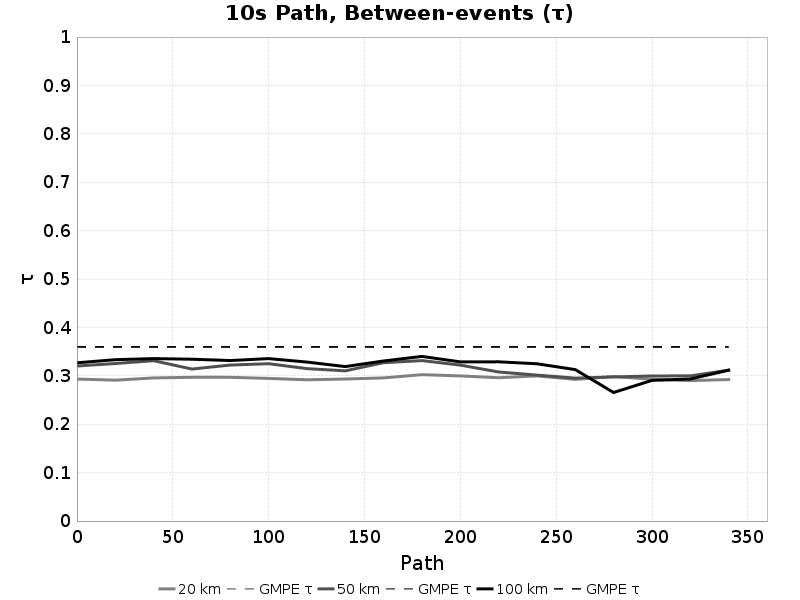 10s Path, Between-events (τ)
1
0.9
0.8
0.7
0.6
0.5
0.4
0.3
0.2
0.1
0
τ
0 50 100 150 200 250 300 350
Path
20 km GMPE τ 50 km GMPE τ 100 km GMPE τ